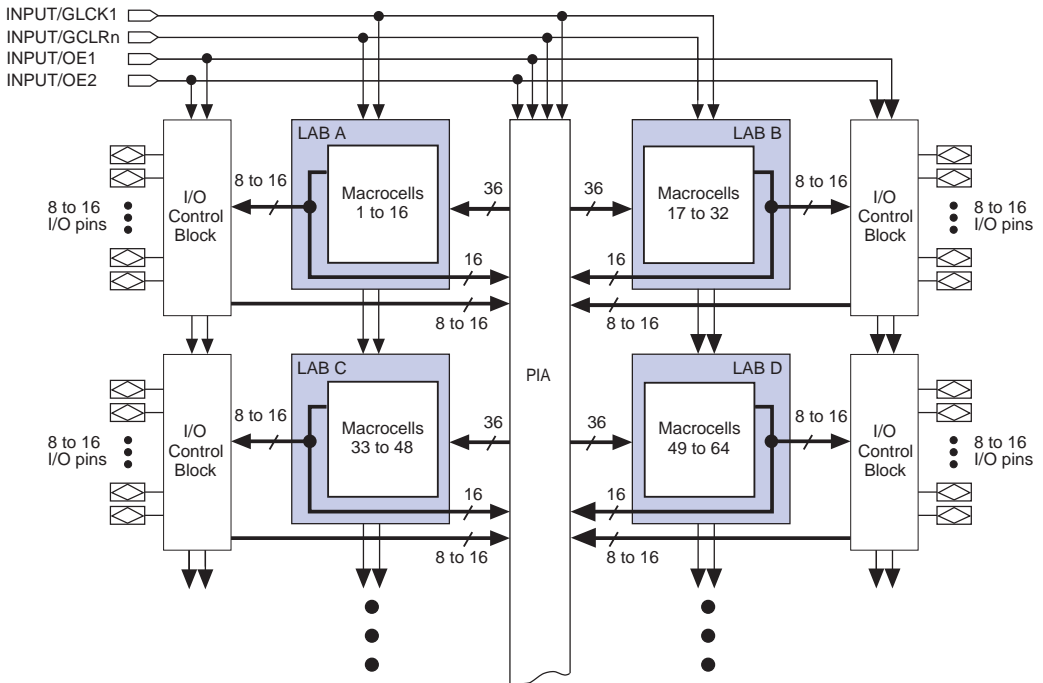 INPUT/GLCK1
INPUT/GCLRn
INPUT/OE1
INPUT/OE2
LAB A
LAB B
I/O
Control
Block
8 to 16
I/O pins
8 to 16
Macrocells
1 to 16
36
16
8 to 16
36
16
8 to 16
Macrocells
17 to 32
8 to 16
I/O
Control
Block
8 to 16
I/O pins
PIA
LAB C
LAB D
I/O
Control
Block
8 to 16
I/O pins
8 to 16
Macrocells
33 to 48
36
16
8 to 16
36
16
8 to 16
Macrocells
49 to 64
8 to 16
I/O
Control
Block
8 to 16
I/O pins